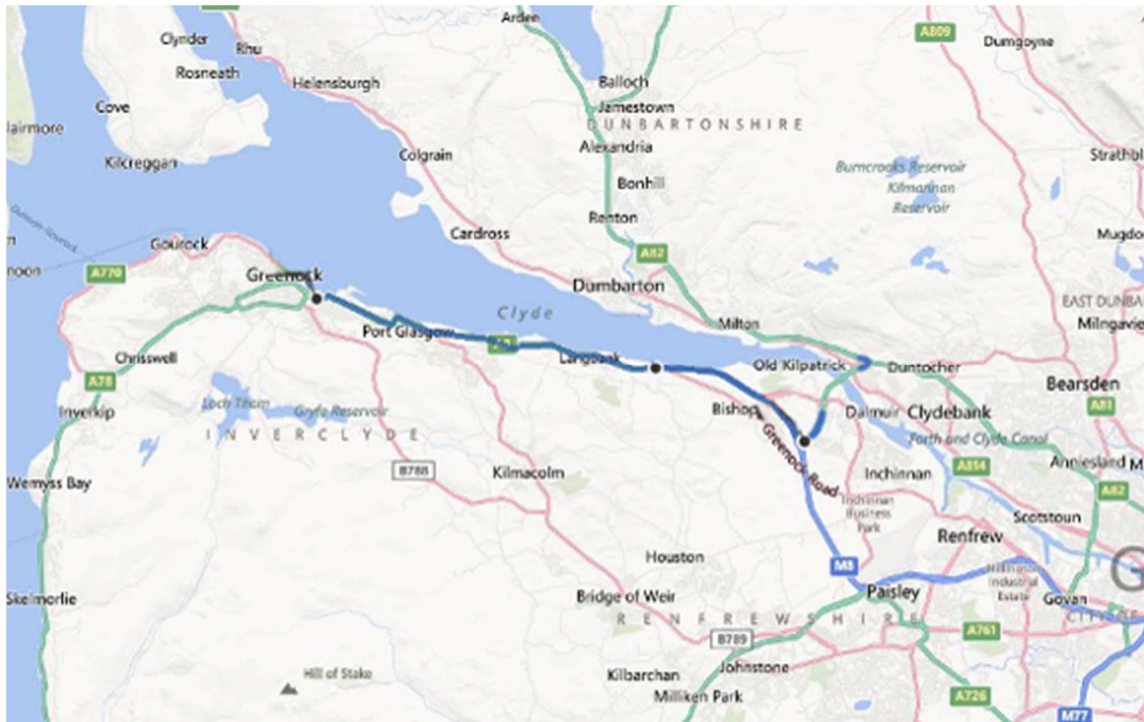 Arden
A809
Dumgoyne
Clynder
Rhu
Rosneath
Helensburgh
Balloch
Jamestown
DUNBARTONSHIRE
Cove
lairmore
Alexandria
Kilcreggan
Colgrain
Strathbl
Burncrooks Reservoir
Kilmannan
Reservoir
Bonhill
Renton
Cardross
Mugdo
Gourock
A82
A770
noon
Greenock
Dumbarton
EAST DUNBA
Milngavie
Clyde
Milton
Port Glasgow
Chrisswell
Langbank
Old Kilpatrick
Duntocher
A78
Bearsden
Inverkip
Loch Thom
Gryfe Reservoir
Bishop
Dalmuir
Clydebank
A81
INVERCLYDE
Greenock Road
Forth and Clyde Canal
B788
Kilmacolm
Inchinnan
A814
Anniesland
M
Wemyss Bay
A82
Inchinnan
Business
Park
Scotstoun
Renfrew
Houston
M8
Hillington
Industrial
Estate
G
Skelmorlie
Bridge of Weir
Paisley
Govan
RENFREWSHIRE
B789
A761
Johnstone
Hill of Stake
Kilbarchan
Milliken Park
A726
M77